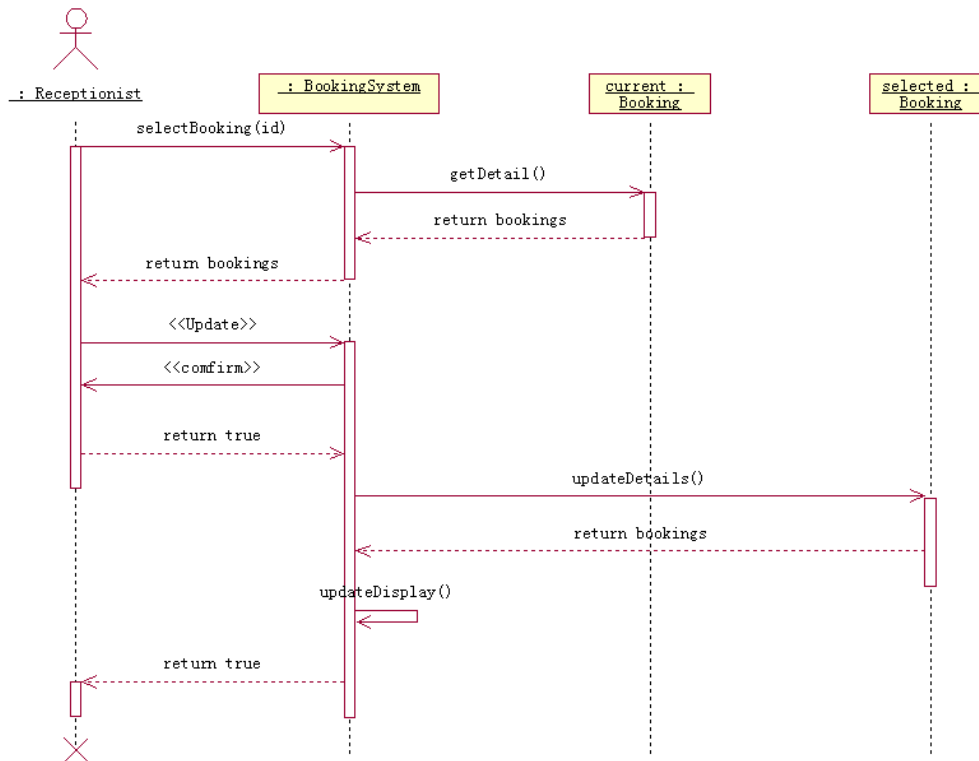 : Receptionist
: BookingSystem
current :
Booking
selected :
Booking
selectBooking(id)
getDetail()
return bookings
return bookings
<<Update>>
<<comfirm>>
return true
updateDetails()
return bookings
updateDisplay()
return true